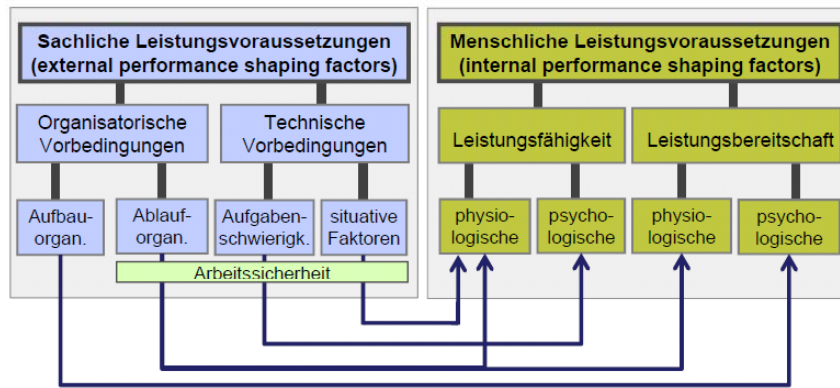 Sachliche Leistungsvoraussetzungen
(external performance shaping factors)
Menschliche Leistungsvoraussetzungen
(internal performance shaping factors)
Organisatorische
Vorbedingungen
Technische
Vorbedingungen
Leistungsfähigkeit
Leistungsbereitschaft
Aufbau-
organ.
Ablauf-
organ.
Aufgaben-
schwierigk.
situative
Faktoren
physio-
logische
psycho-
logische
physio-
logische
psycho-
logische
Arbeitssicherheit